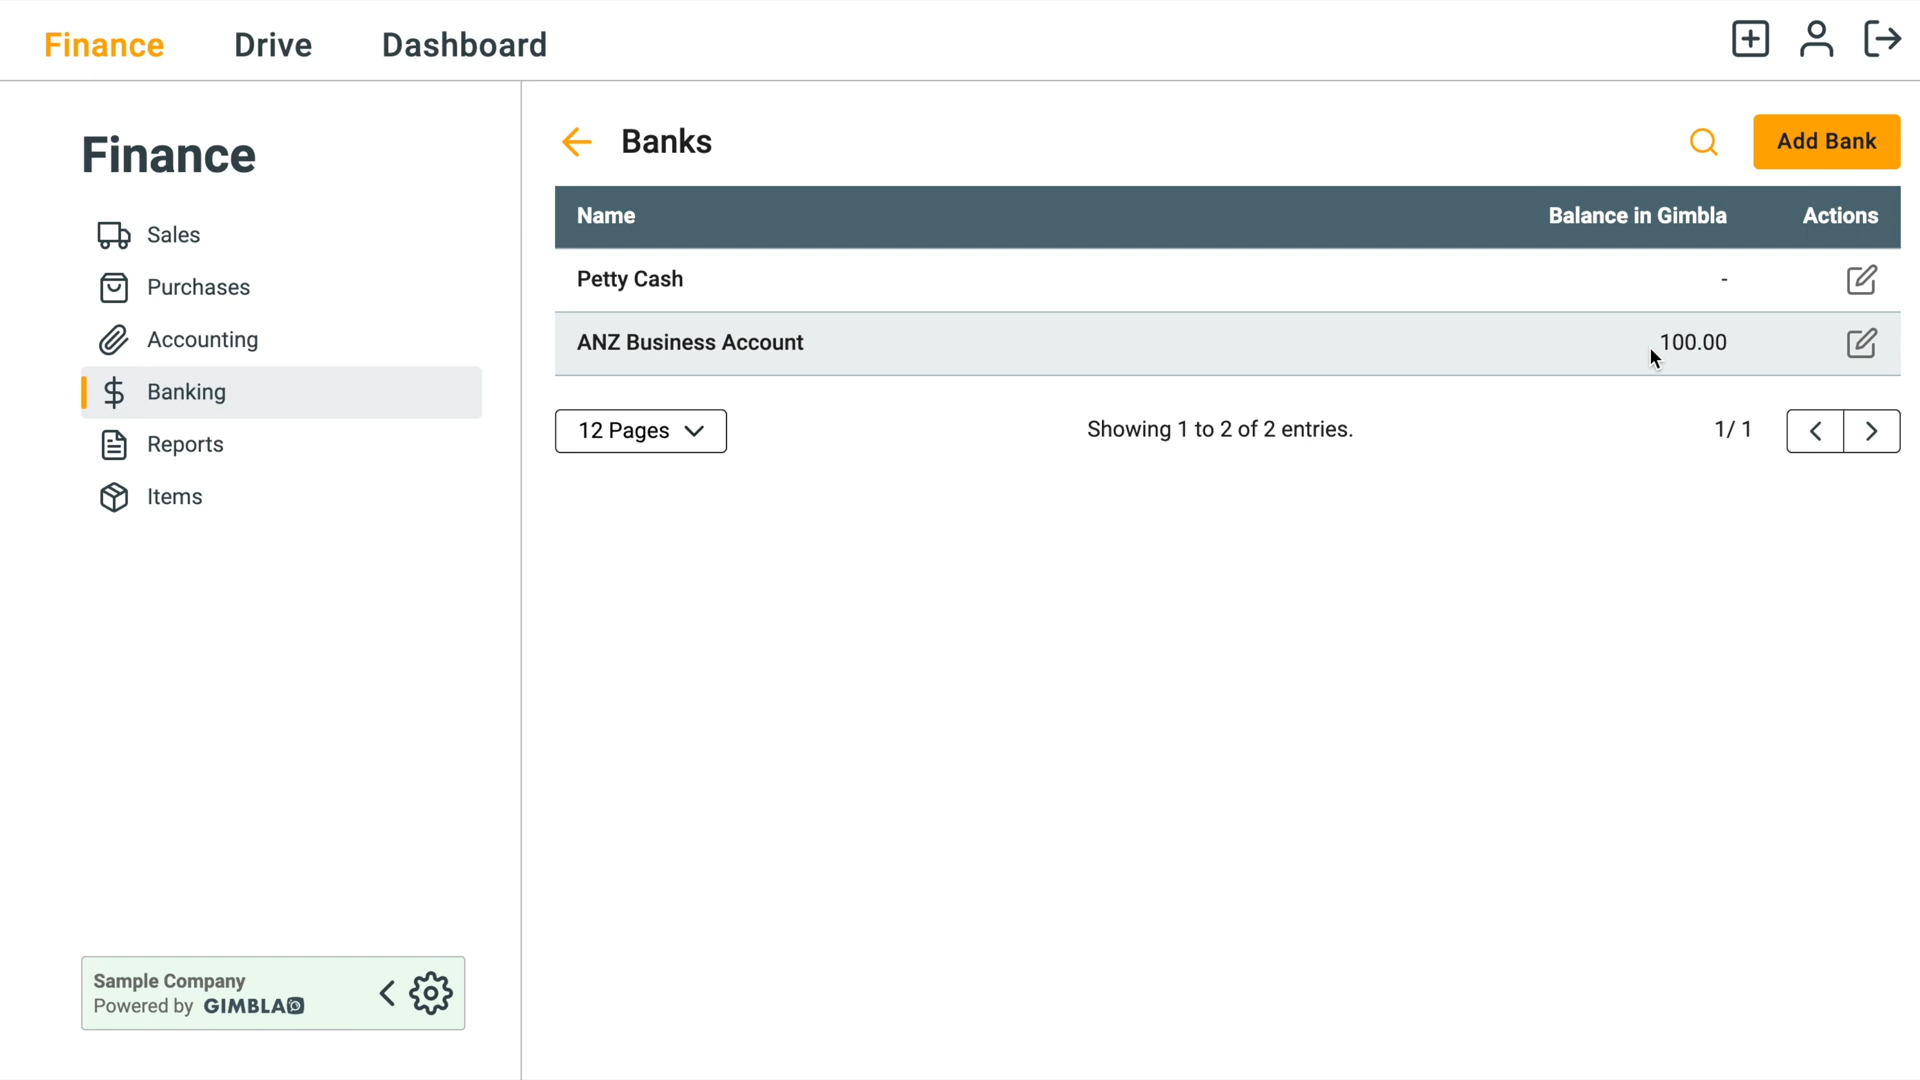 Finance Drive Dashboard
Finance
Sales
Purchases
Accounting
Banking
Reports
Items
Sample Company
Powered by GIMBLA
Banks
Add Bank
Name Balance in Gimbla Actions
Petty Cash -
ANZ Business Account 100.00
12 Pages Showing 1 to 2 of 2 entries. 1/ 1